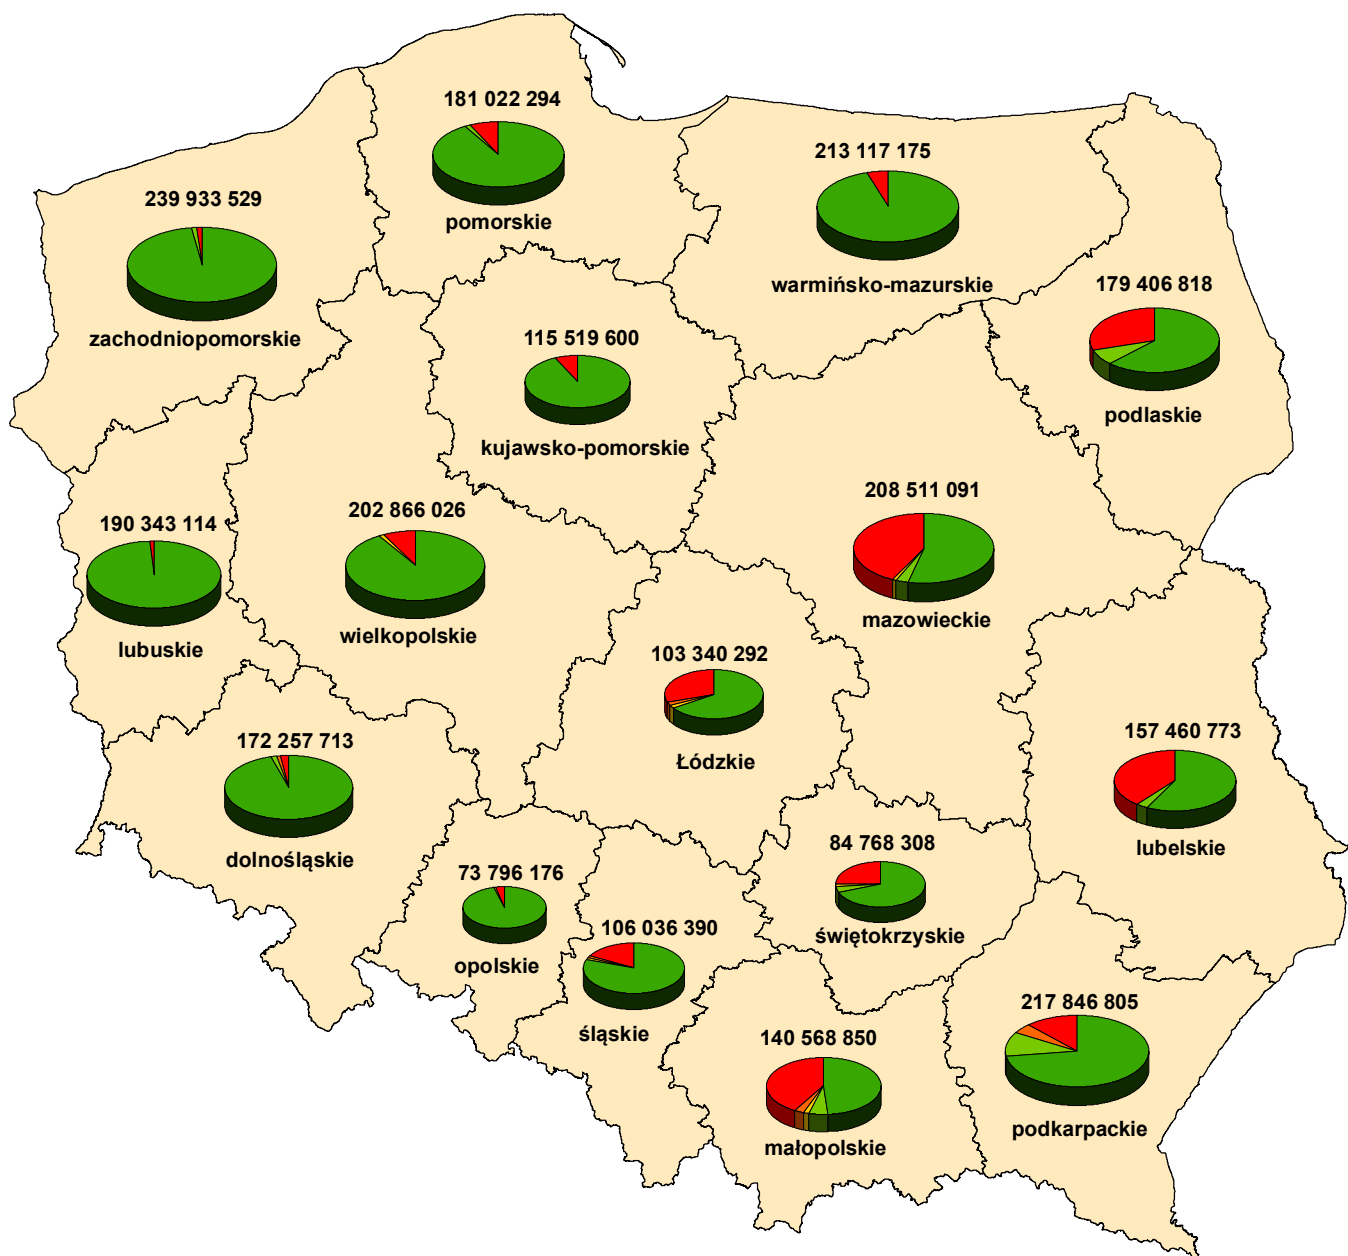 181 022 294
pomorskie
213 117 175
warmińsko-mazurskie
239 933 529
zachodniopomorskie
179 406 818
podlaskie
115 519 600
kujawsko-pomorskie
208 511 091
mazowieckie
202 866 026
wielkopolskie
190 343 114
lubuskie
103 340 292
Łódzkie
157 460 773
lubelskie
172 257 713
dolnośląskie
84 768 308
świętokrzyskie
73 796 176
opolskie
106 036 390
śląskie
217 846 805
podkarpackie
140 568 850
małopolskie